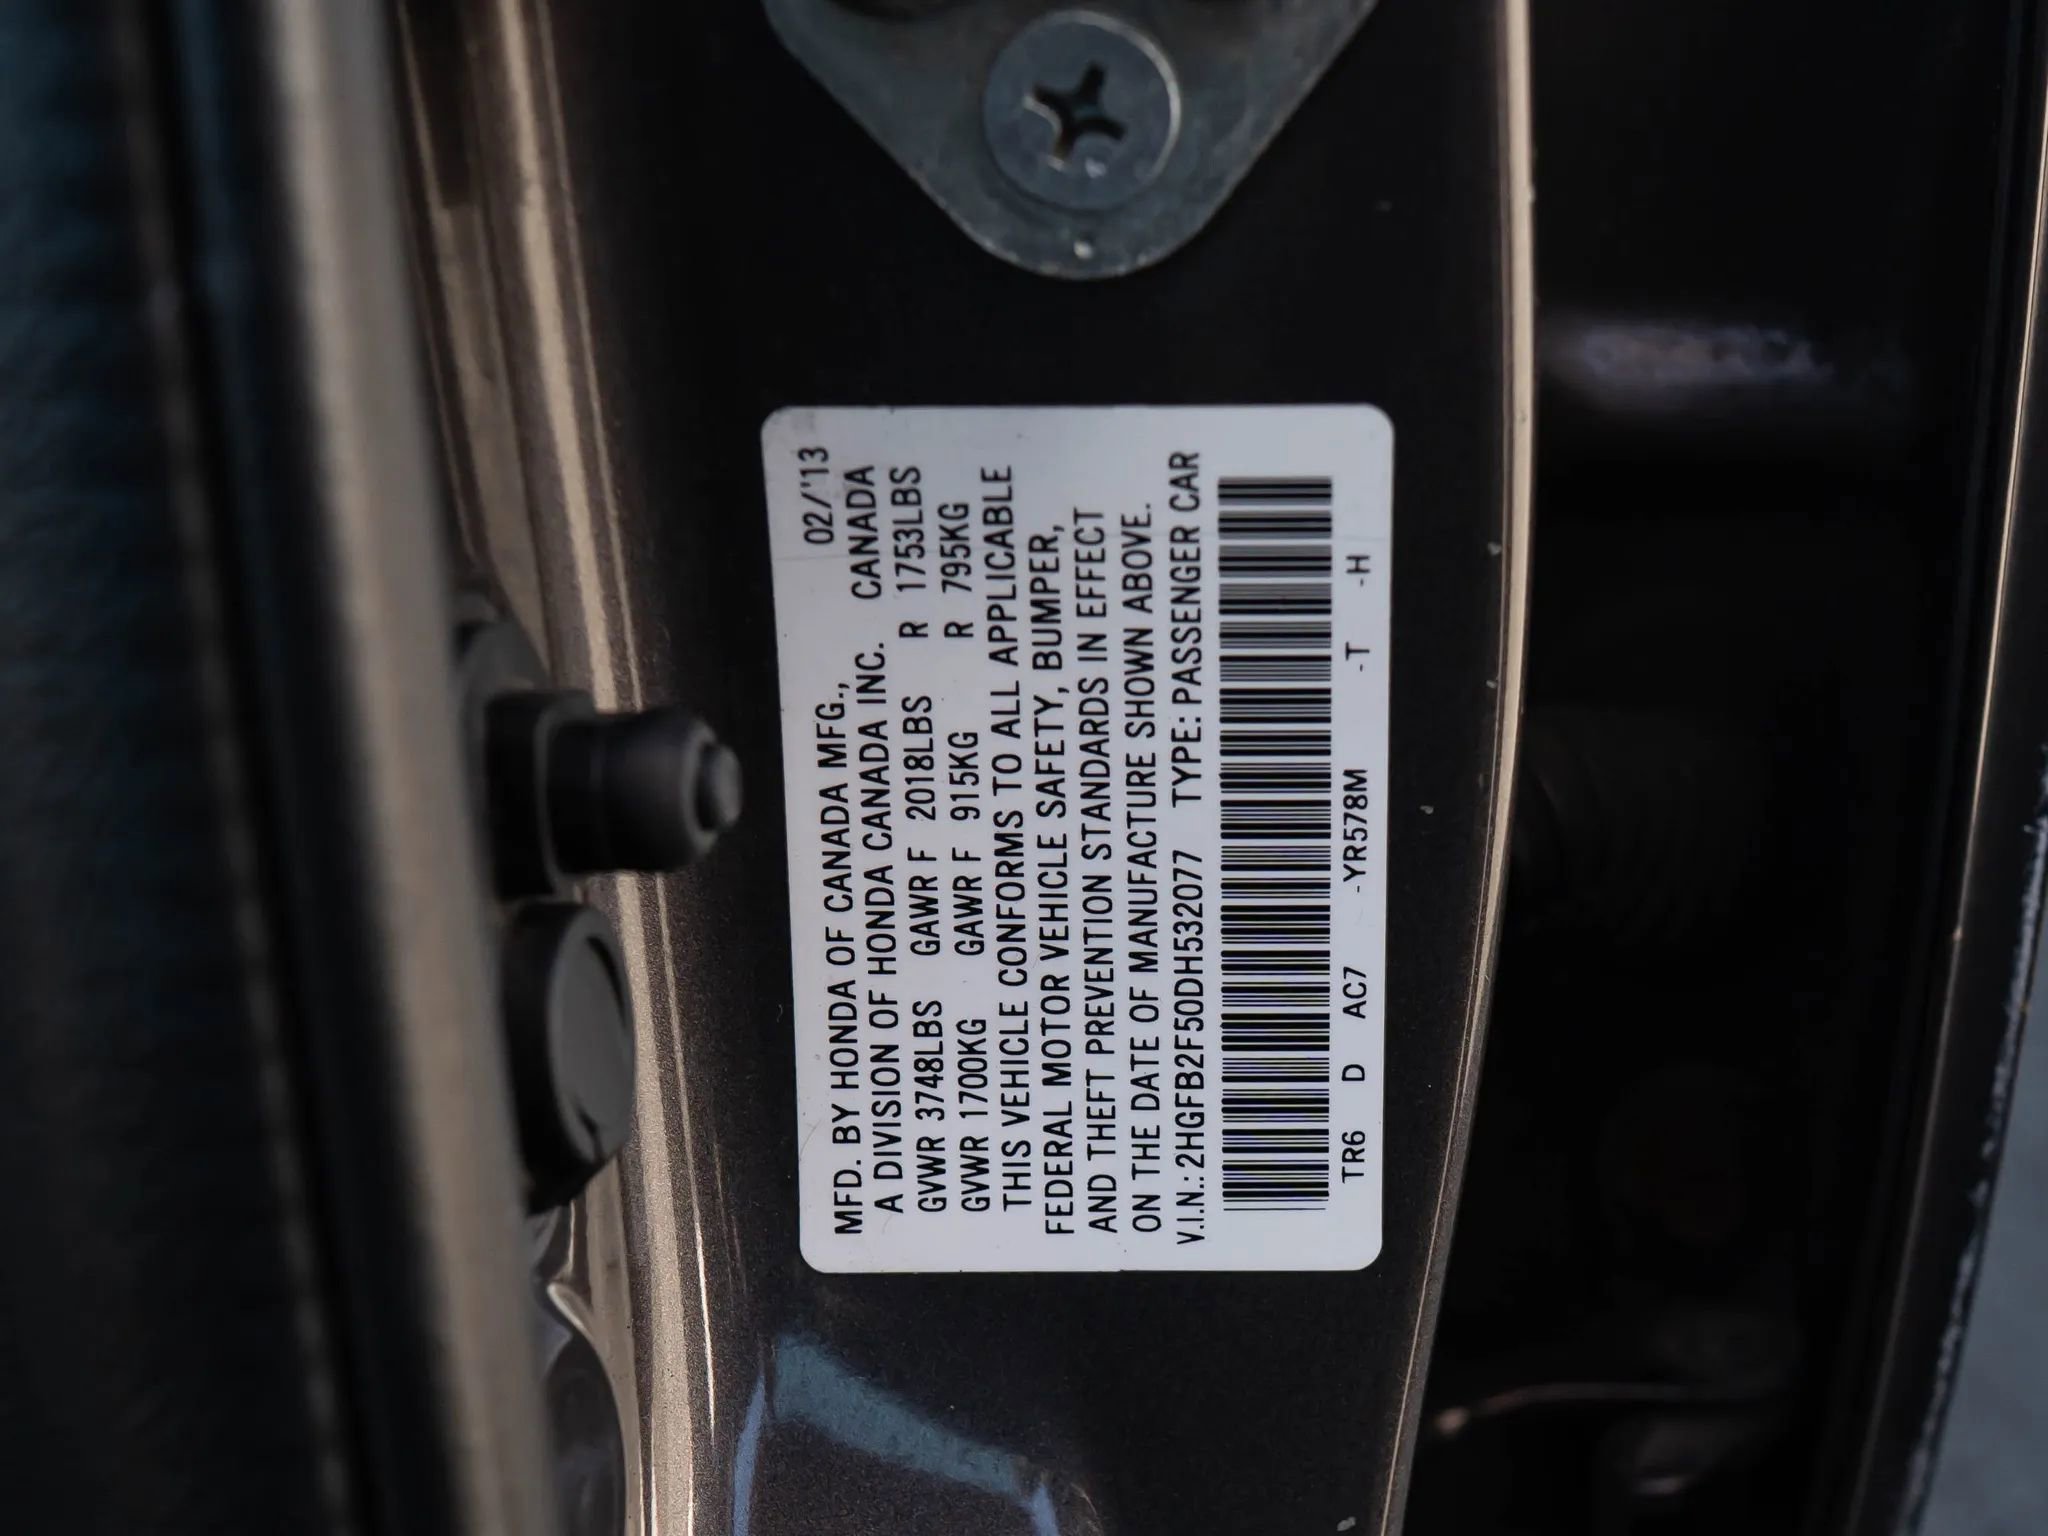 02/'13
MFD. BY HONDA OF CANADA MFG., CANADA
A DIVISION OF HONDA CANADA INC.
GVWR 3748LBS GAWR F 2018LBS R 1753LBS
GVWR 1700KG GAWR F 915KG R 795KG
THIS VEHICLE CONFORMS TO ALL APPLICABLE
FEDERAL MOTOR VEHICLE SAFETY, BUMPER,
AND THEFT PREVENTION STANDARDS IN EFFECT
ON THE DATE OF MANUFACTURE SHOWN ABOVE.
V.I.N.: 2HGFB2F50DH532077 TYPE: PASSENGER CAR
TR6 D AC7 -YR578M -T -H